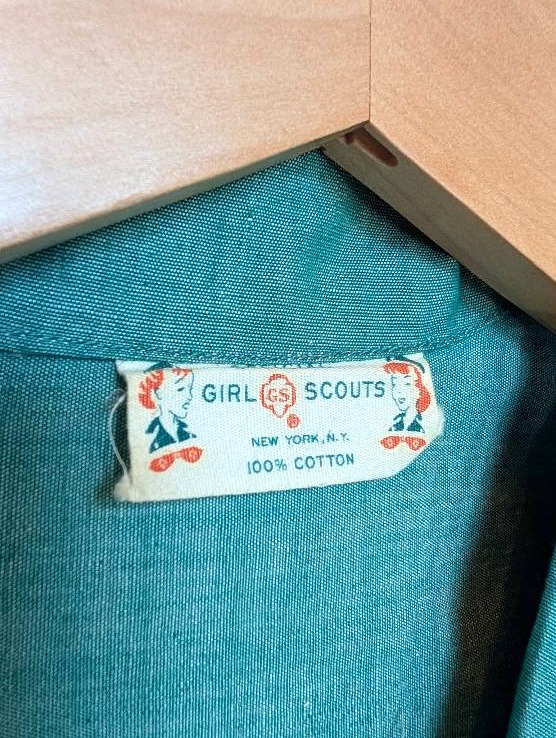 GIRL GS SCOUTS
®
NEW YORK, N.Y.
100% COTTON